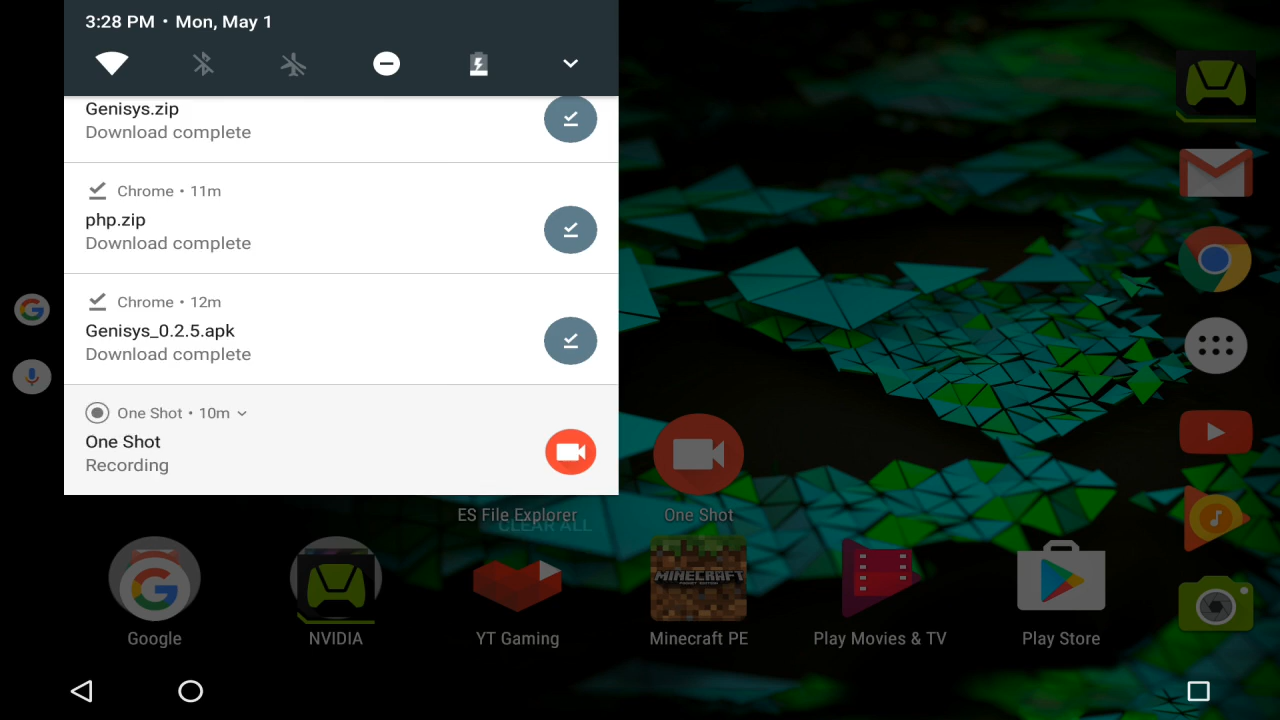 3:28 PM • Mon, May 1
Genisys.zip
Download complete
Chrome • 11m
php.zip
Download complete
Chrome • 12m
Genisys_0.2.5.apk
Download complete
One Shot • 10m
One Shot
Recording
ES File Explorer
One Shot
CLEAR ALL
MINECRAFT
POCKET EDITION
Google
NVIDIA
YT Gaming
Minecraft PE
Play Movies & TV
Play Store